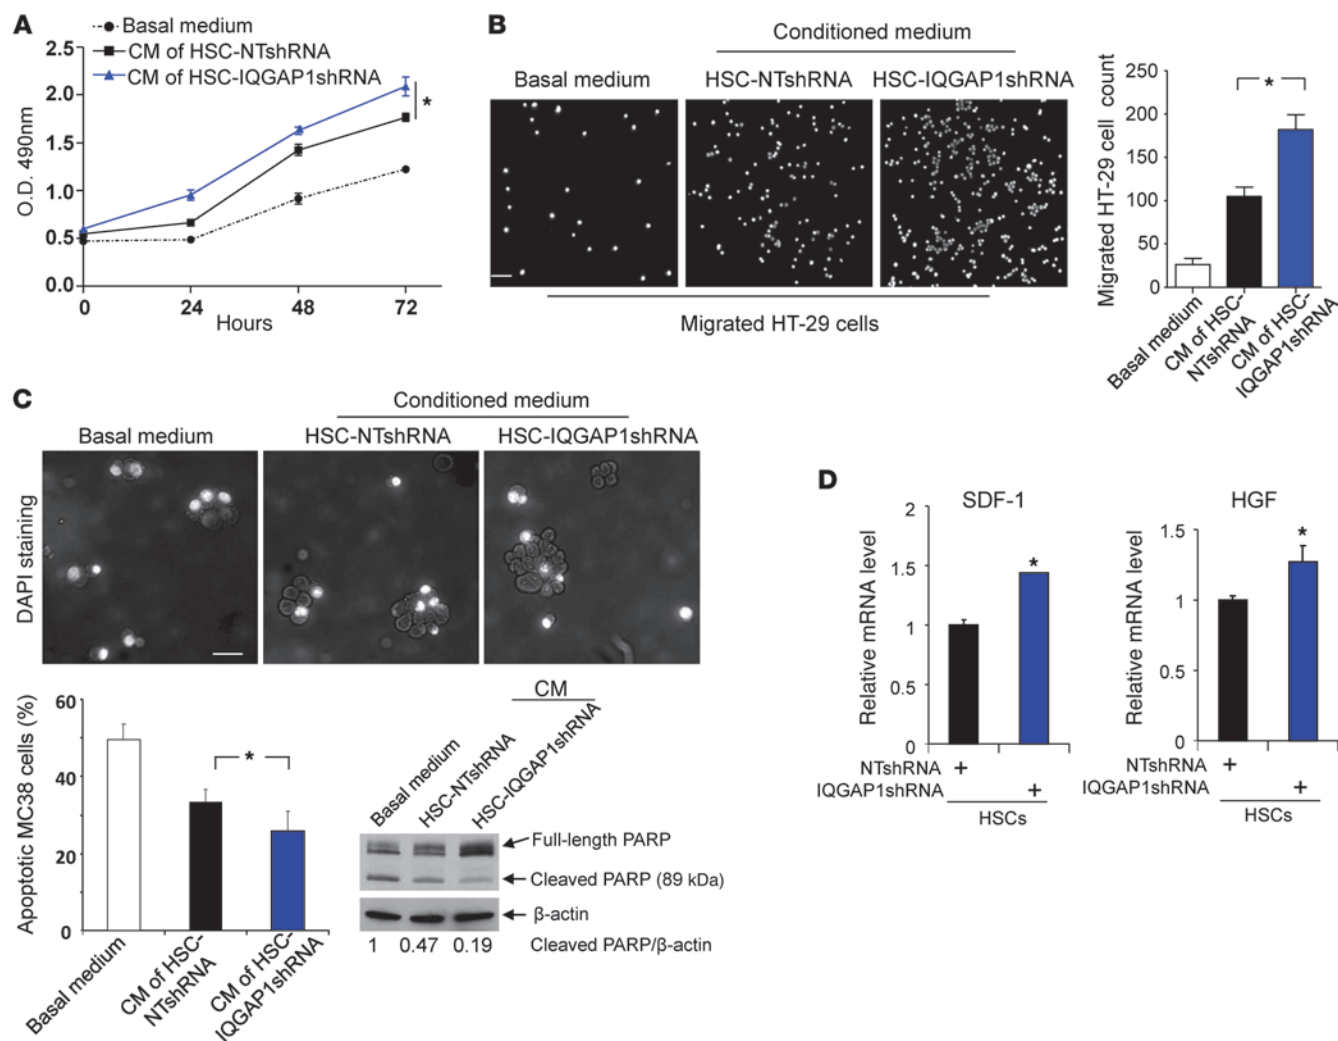 A
Basal medium
CM of HSC-NTshRNA
CM of HSC-IQGAP1shRNA
2.5
2.0
1.5
1.0
0.5
0.0
O.D. 490nm
*
0
24
48
72
Hours
B
Conditioned medium
Basal medium
HSC-NTshRNA
HSC-IQGAP1shRNA
Migrated HT-29 cells
Migrated HT-29 cell count
250
200
150
100
50
0
*
Basal medium
CM of HSC-
NTshRNA
CM of HSC-
IQGAP1shRNA
C
Conditioned medium
Basal medium
HSC-NTshRNA
HSC-IQGAP1shRNA
DAPI staining
Apoptotic MC38 cells (%)
60
40
20
0
*
Basal medium
CM of HSC-
NTshRNA
CM of HSC-
IQGAP1shRNA
CM
Basal medium
HSC-NTshRNA
HSC-IQGAP1shRNA
Full-length PARP
Cleaved PARP (89 kDa)
β-actin
1 0.47 0.19 Cleaved PARP/β-actin
D
SDF-1
Relative mRNA level
2
1.5
1
0.5
0
*
NTshRNA +
IQGAP1shRNA +
HSCs
HGF
Relative mRNA level
1.5
1
0.5
0
*
NTshRNA +
IQGAP1shRNA +
HSCs